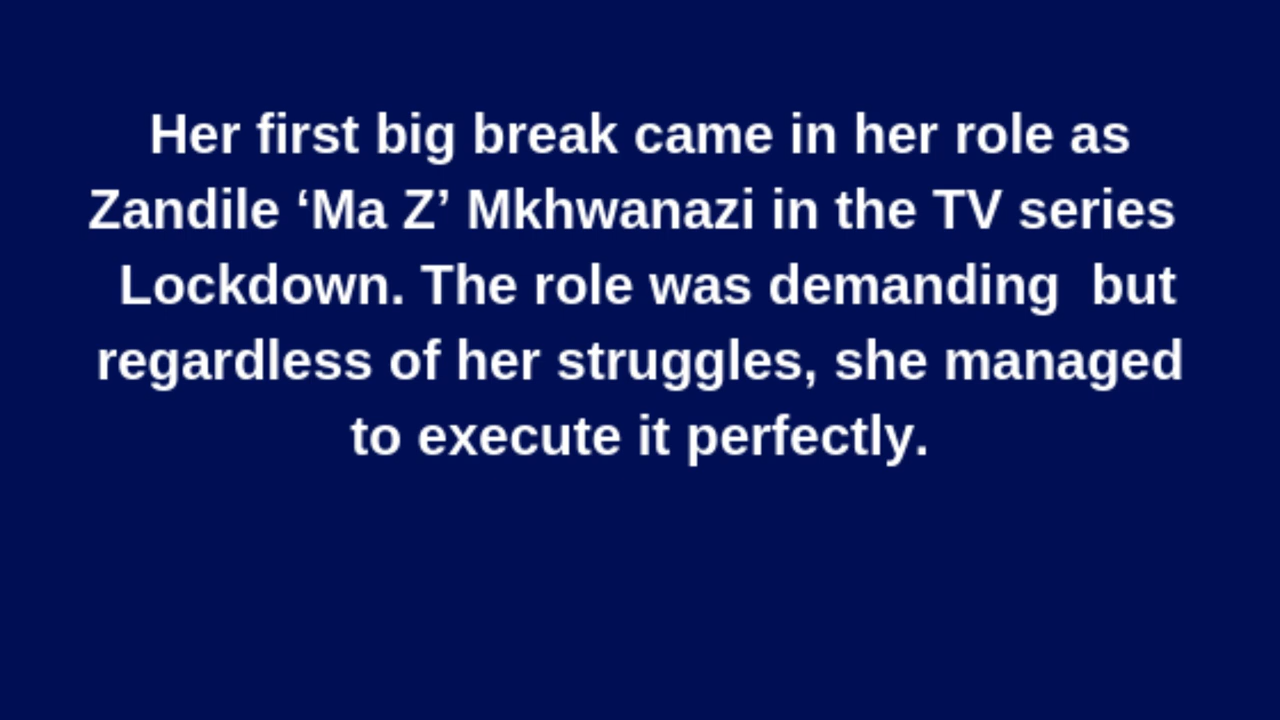 Her first big break came in her role as
Zandile ‘Ma Z’ Mkhwanazi in the TV series
Lockdown. The role was demanding  but
regardless of her struggles, she managed
to execute it perfectly.